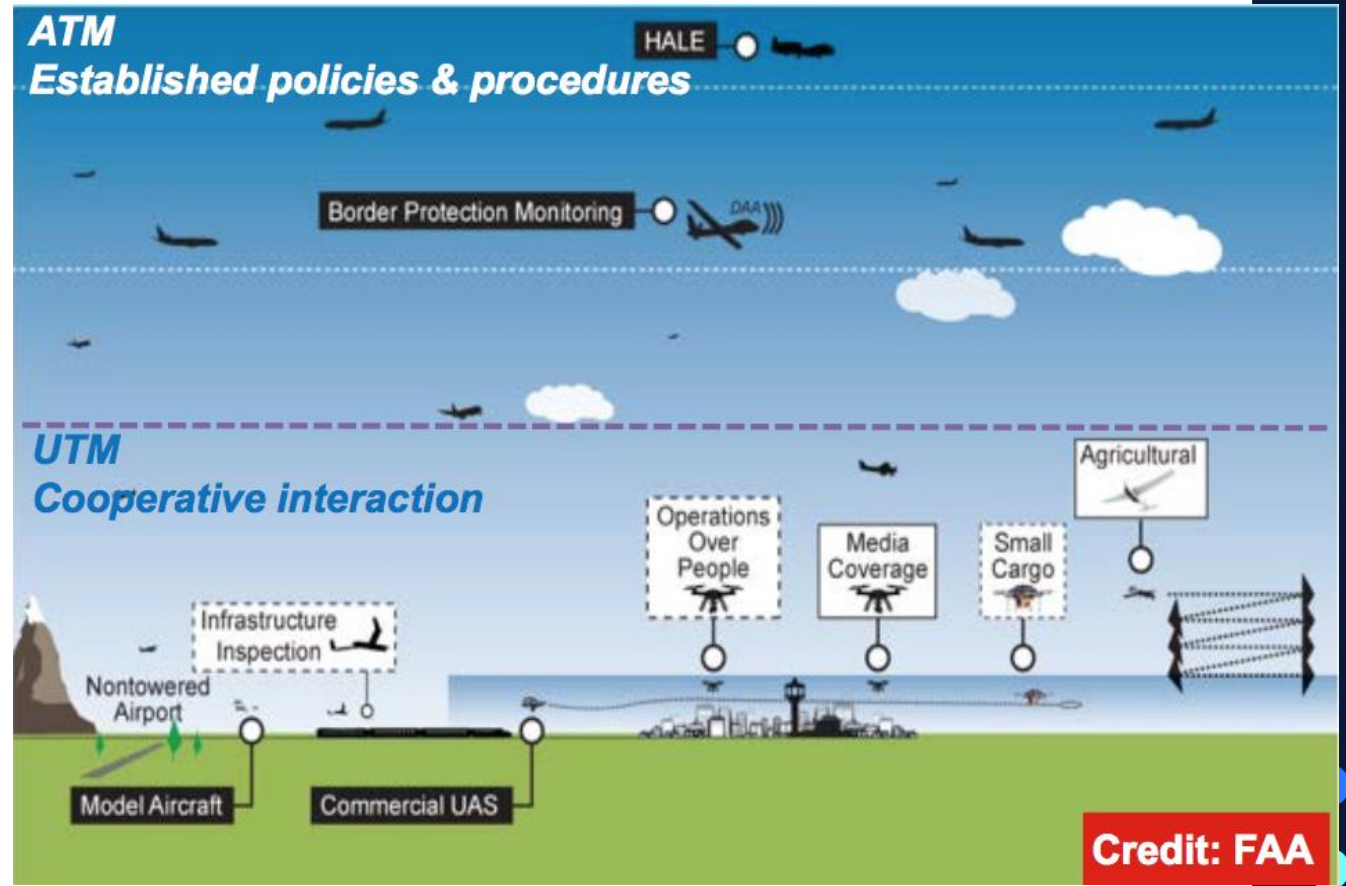 ATM
Established policies & procedures
HALE
Border Protection Monitoring
DAA
UTM
Cooperative interaction
Agricultural
Operations
Over
People
Media
Coverage
Small
Cargo
Infrastructure
Inspection
Nontowered
Airport
Model Aircraft
Commercial UAS
Credit: FAA